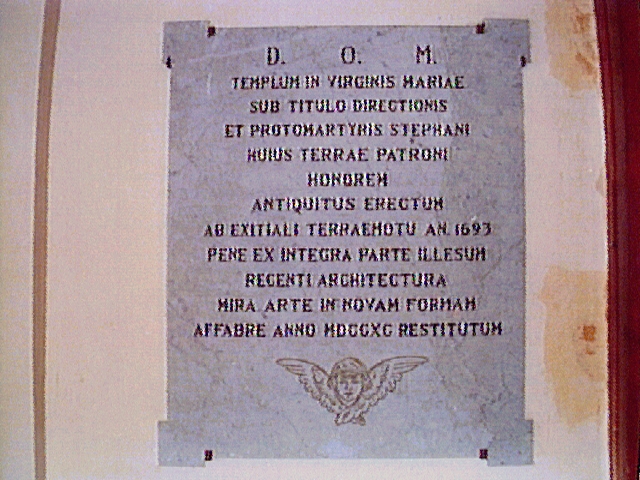 D. O. M.
TEMPLUM IN VIRGINIS MARIAE
SUB TITULO DIRECTIONIS
ET PROTOMARTYRIS STEPHANI
HUIUS TERRAE PATRONI
HONOREM
ANTIQUITUS ERECTUM
AB EXITIALI TERRAEMOTU AN. 1693
PENE EX INTEGRA PARTE ILLESUM
RECENTI ARCHITECTURA
MIRA ARTE IN NOVAM FORMAM
AFFABRE ANNO MDCCXC RESTITUTUM